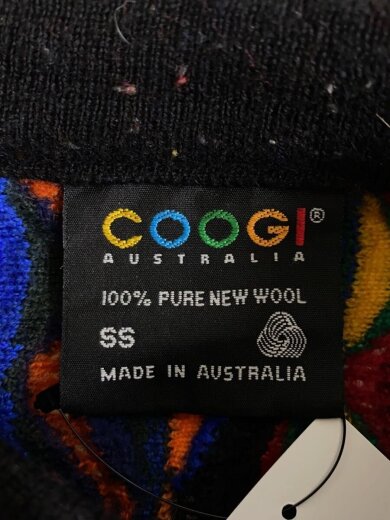 COOGI®
AUSTRALIA
100% PURE NEW WOOL
SS
MADE IN AUSTRALIA